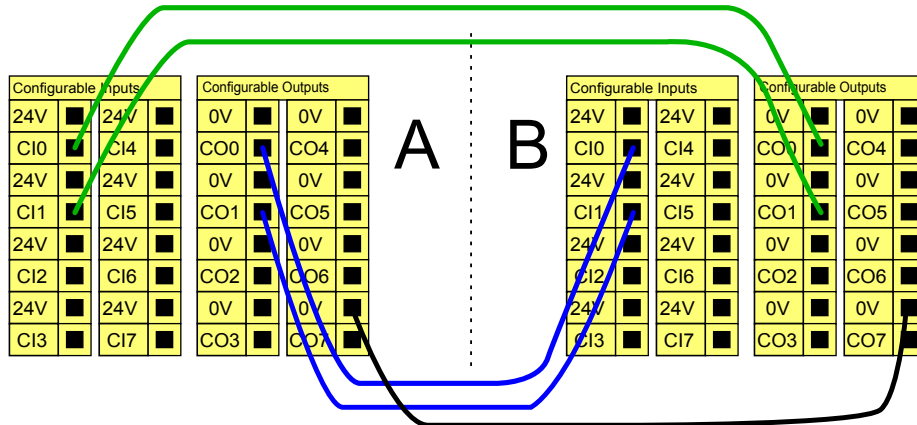 Configurable Inputs Configurable Outputs Configurable Inputs Configurable Outputs
24V 24V 0V 0V A B 24V 24V 0V 0V
CI0 CI4 CO0 CO4 CI0 CI4 CO0 CO4
24V 24V 0V 0V 24V 24V 0V 0V
CI1 CI5 CO1 CO5 CI1 CI5 CO1 CO5
24V 24V 0V 0V 24V 24V 0V 0V
CI2 CI6 CO2 CO6 CI2 CI6 CO2 CO6
24V 24V 0V 0V 24V 24V 0V 0V
CI3 CI7 CO3 CO7 CI3 CI7 CO3 CO7